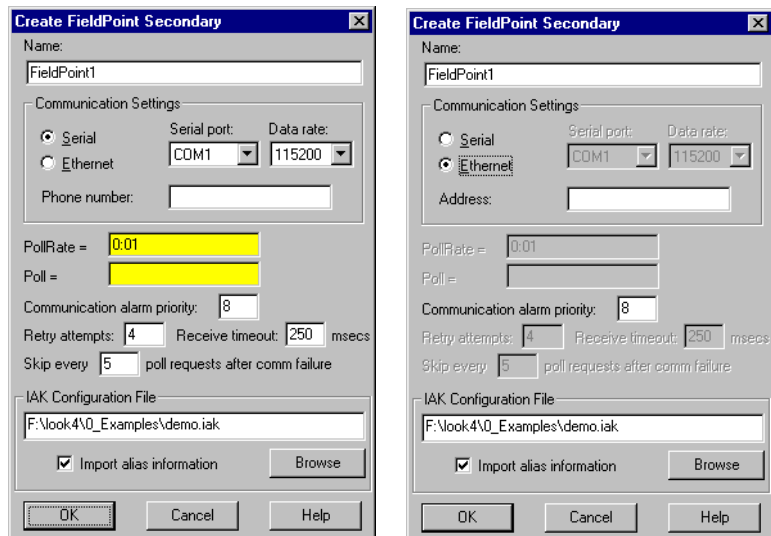 Create FieldPoint Secondary
Name:
FieldPoint1
Communication Settings
Serial
Ethernet
Serial port:
COM1
Data rate:
115200
Phone number:
PollRate =
0:01
Poll =
Communication alarm priority: 8
Retry attempts: 4 Receive timeout: 250 msecs
Skip every 5 poll requests after comm failure
IAK Configuration File
F:\look4\0_Examples\demo.iak
Import alias information
Browse
OK Cancel Help
Create FieldPoint Secondary
Name:
FieldPoint1
Communication Settings
Serial
Ethernet
Serial port:
COM1
Data rate:
115200
Address:
PollRate =
0:01
Poll =
Communication alarm priority: 8
Retry attempts: 4 Receive timeout: 250 msecs
Skip every 5 poll requests after comm failure
IAK Configuration File
F:\look4\0_Examples\demo.iak
Import alias information
Browse
OK Cancel Help